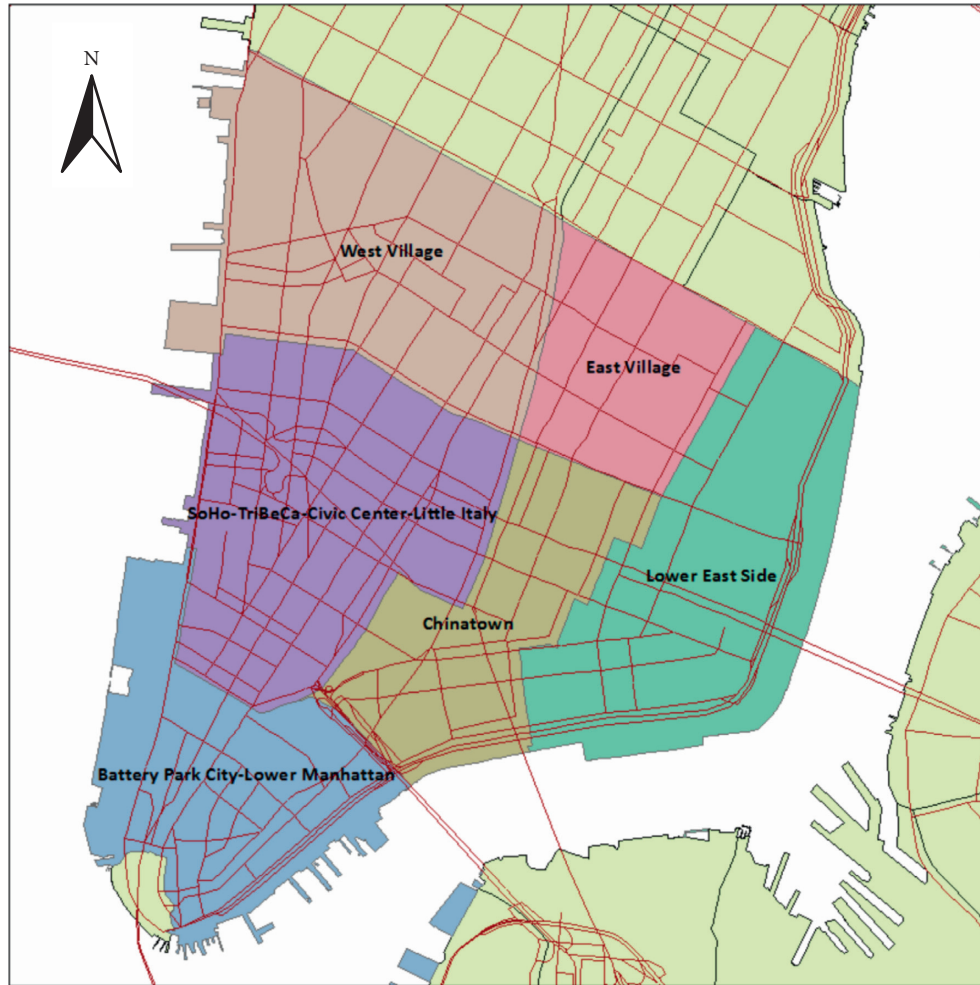 N
West Village
East Village
SoHo-TriBeCa-Civic Center-Little Italy
Lower East Side
Chinatown
Battery Park City-Lower Manhattan